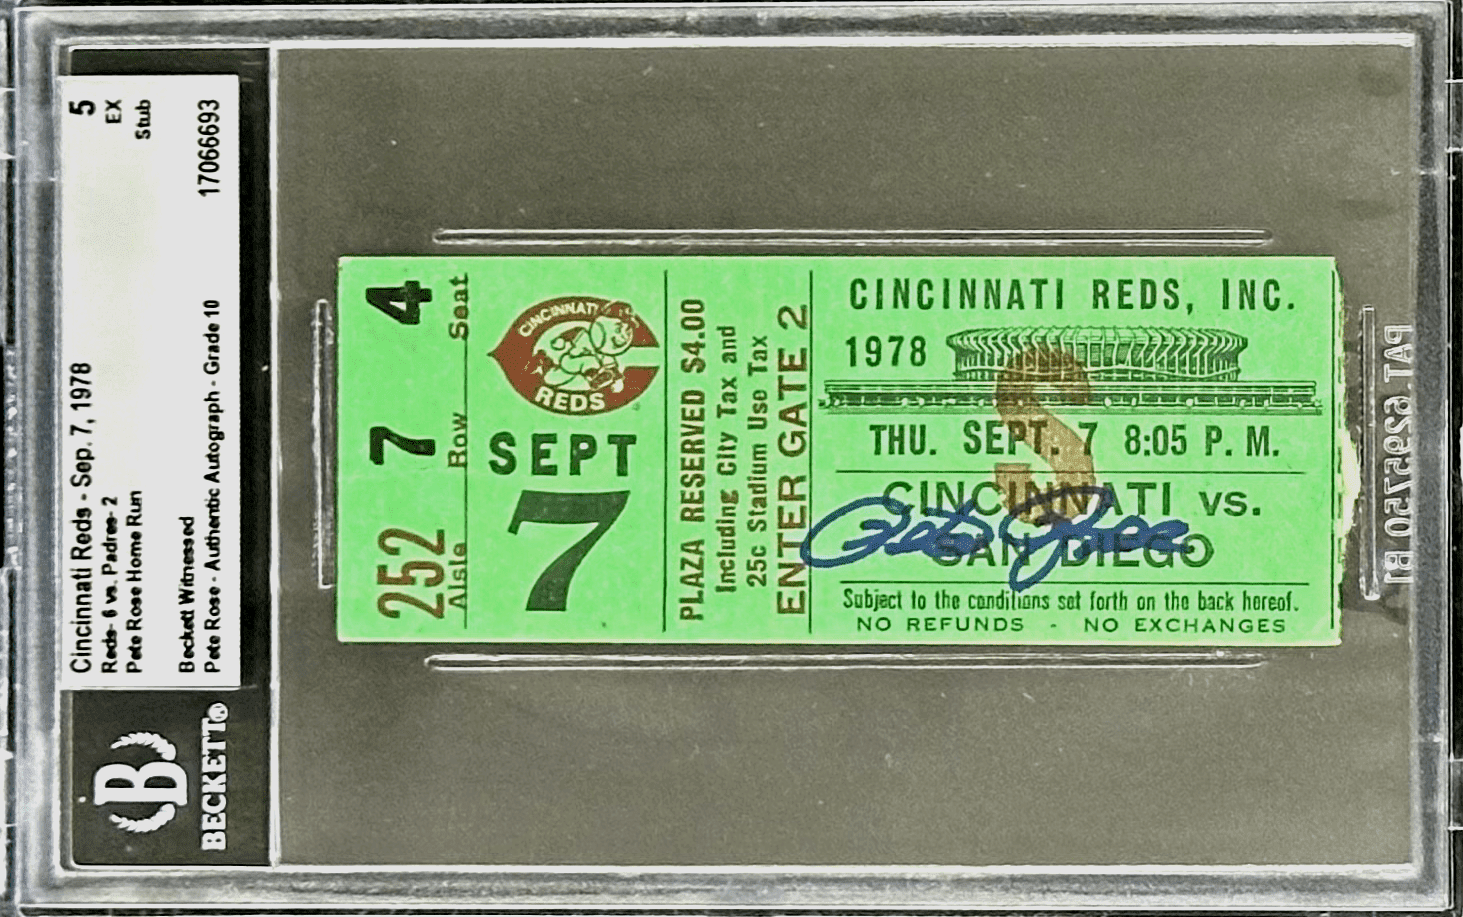 5
Cincinnati Reds - Sep. 7, 1978
EX
Reds- 6 vs. Padres- 2
Stub
Pete Rose Home Run
Beckett Witnessed
17066693
Pete Rose - Authentic Autograph - Grade 10
B
BECKETT®
252 7 4
Aisle Row Seat
CINCINNATI
REDS
SEPT
7
PLAZA RESERVED $4.00
Including City Tax and
25c Stadium Use Tax
ENTER GATE 2
CINCINNATI REDS, INC.
1978
S
THU. SEPT. 7 8:05 P. M.
CINCINNATI vs.
SAN DIEGO
Pete Rose
Subject to the conditions set forth on the back hereof.
NO REFUNDS - NO EXCHANGES
PAT. 6295750 B1